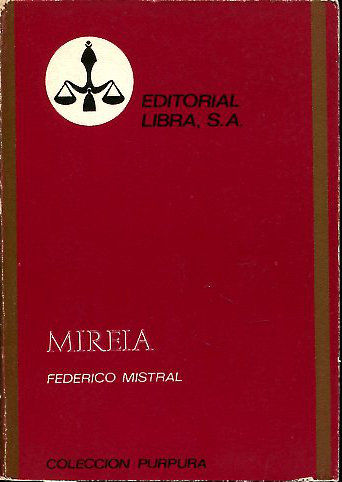 EDITORIAL
LIBRA, S.A.
MIREIA
FEDERICO MISTRAL
COLECCION PURPURA